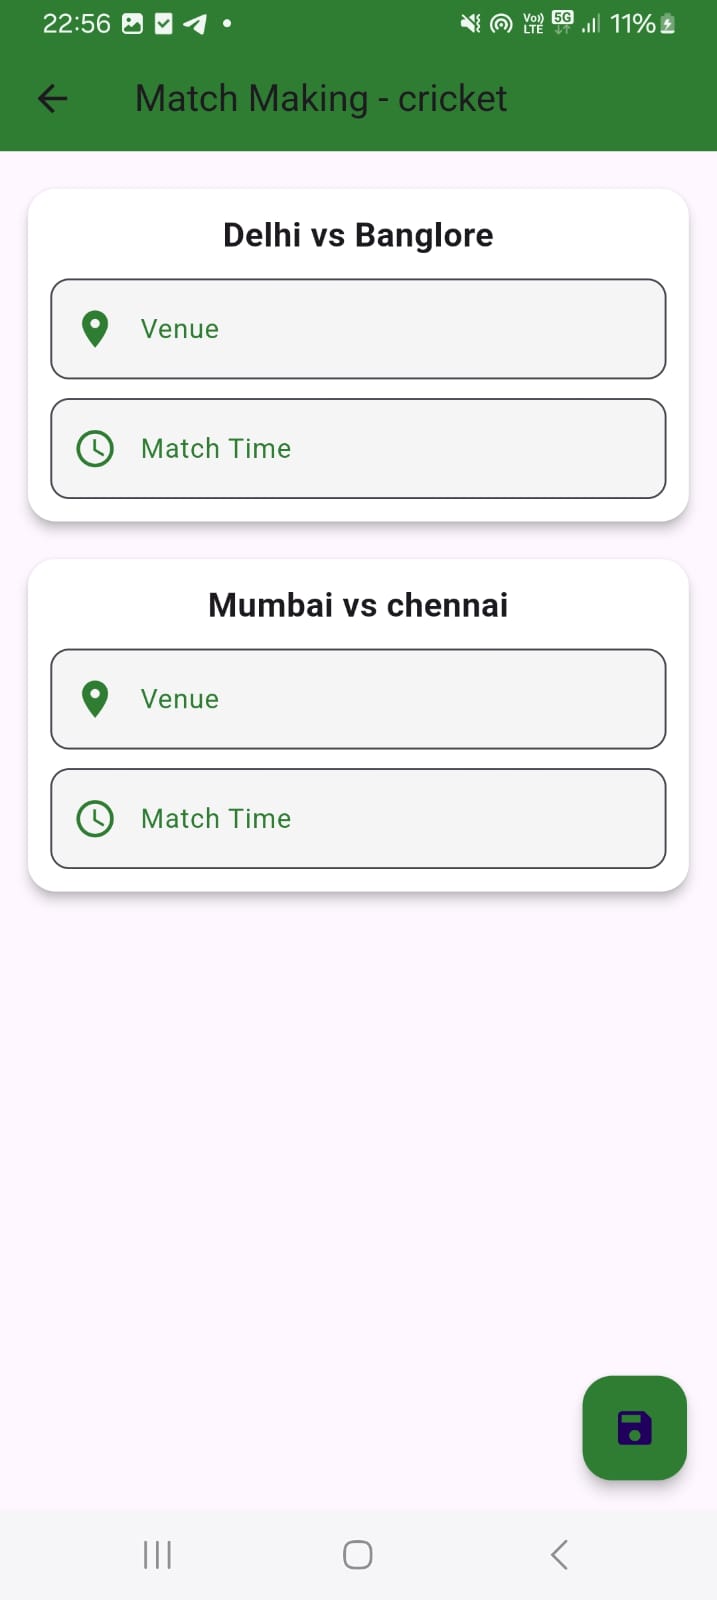 22:56 Vo)) LTE 5G 11%
Match Making - cricket
Delhi vs Banglore
Venue
Match Time
Mumbai vs chennai
Venue
Match Time